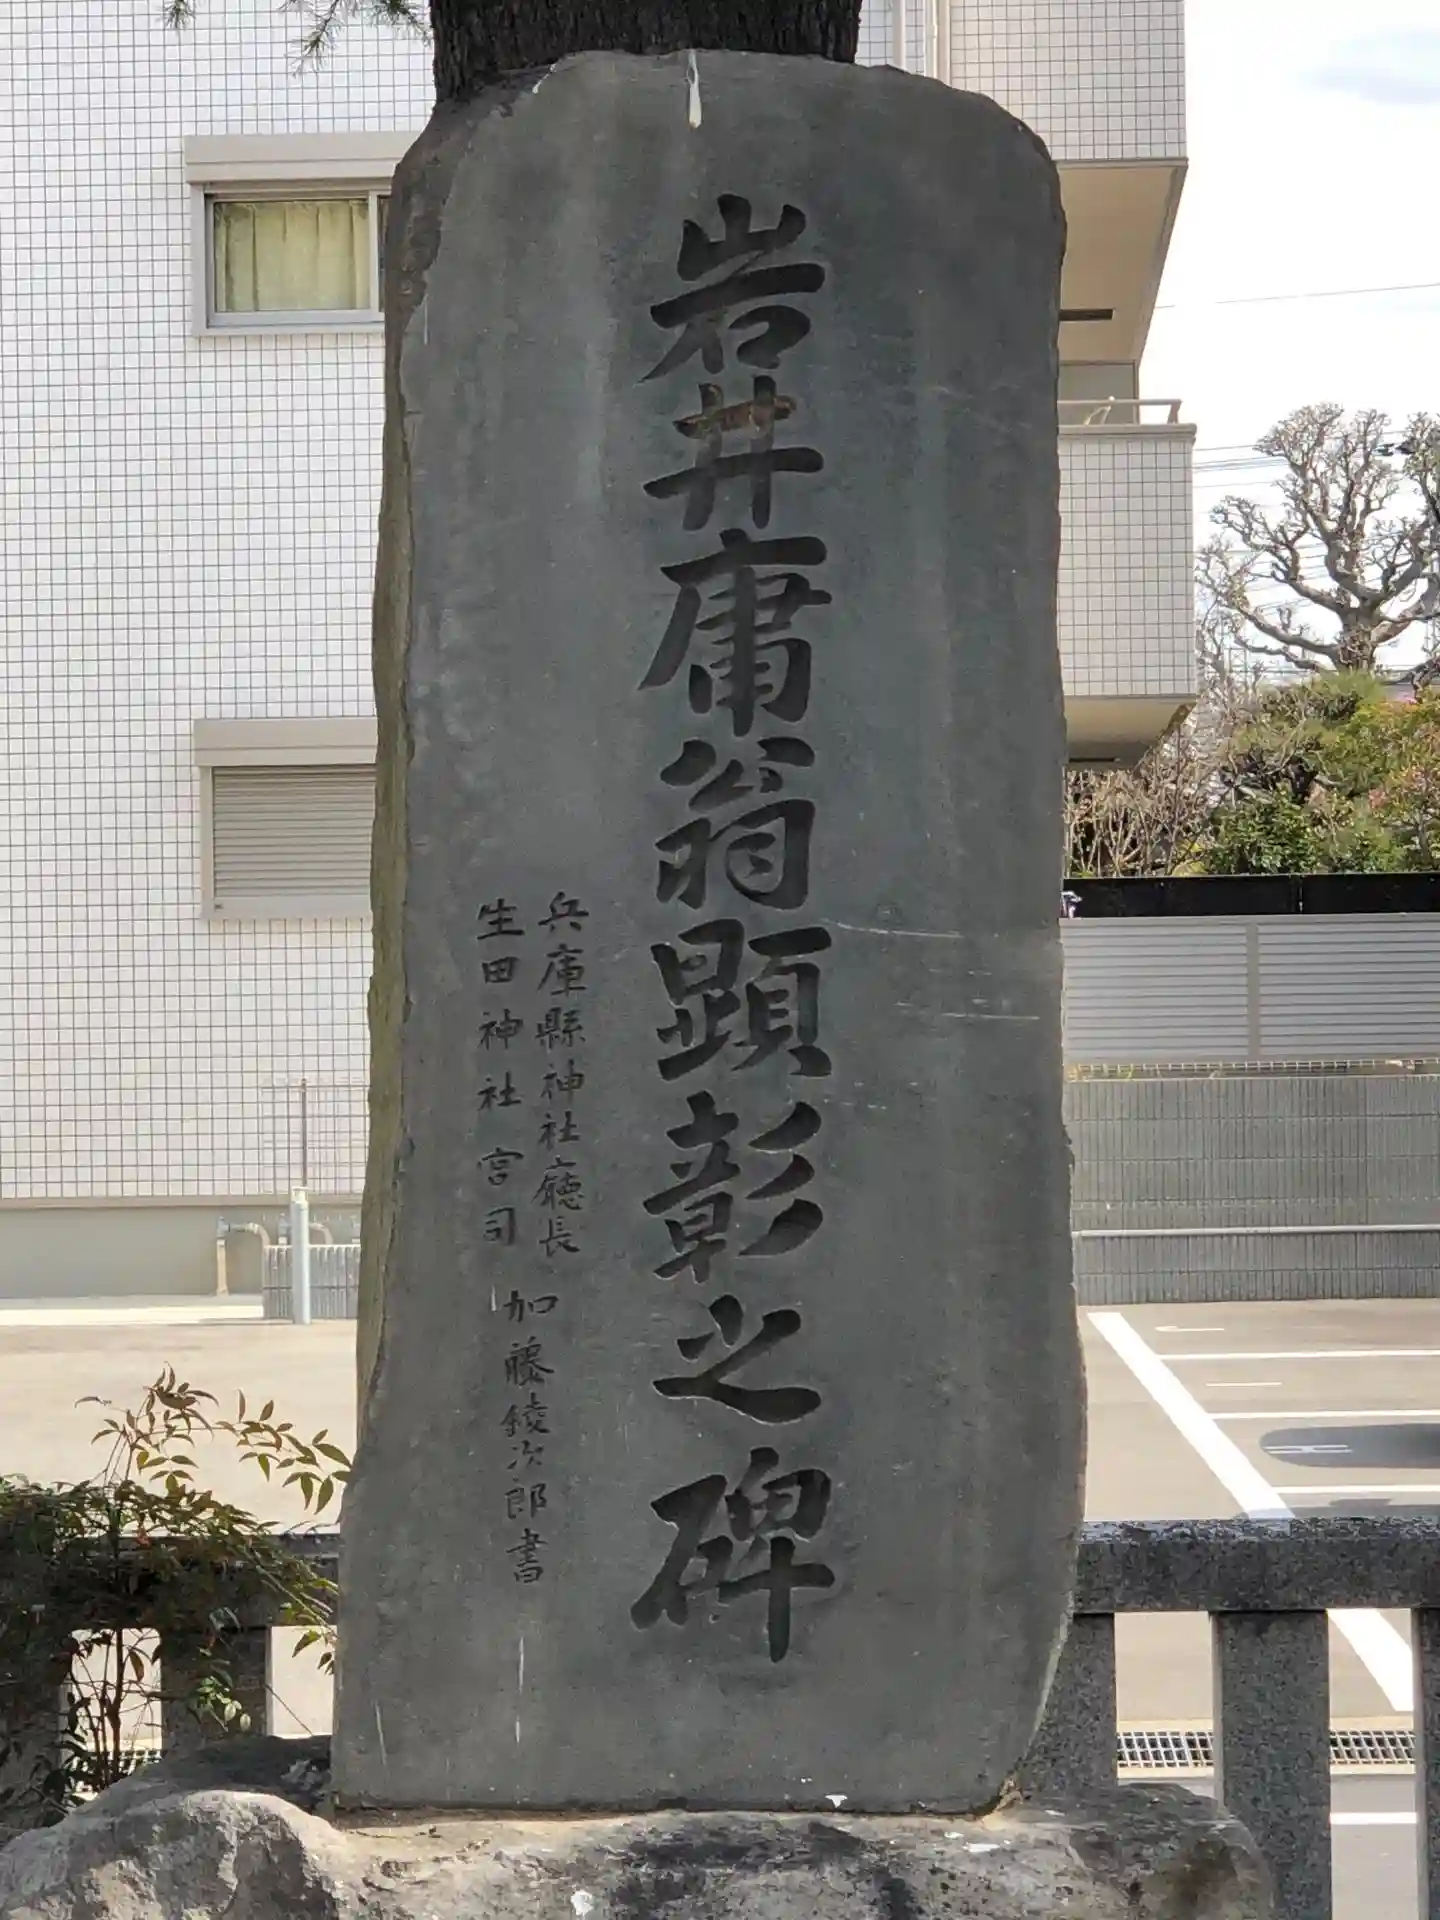 岩井庸翁顕彰之碑
兵庫縣神社廳長
生田神社宮司
加藤錂次郎書